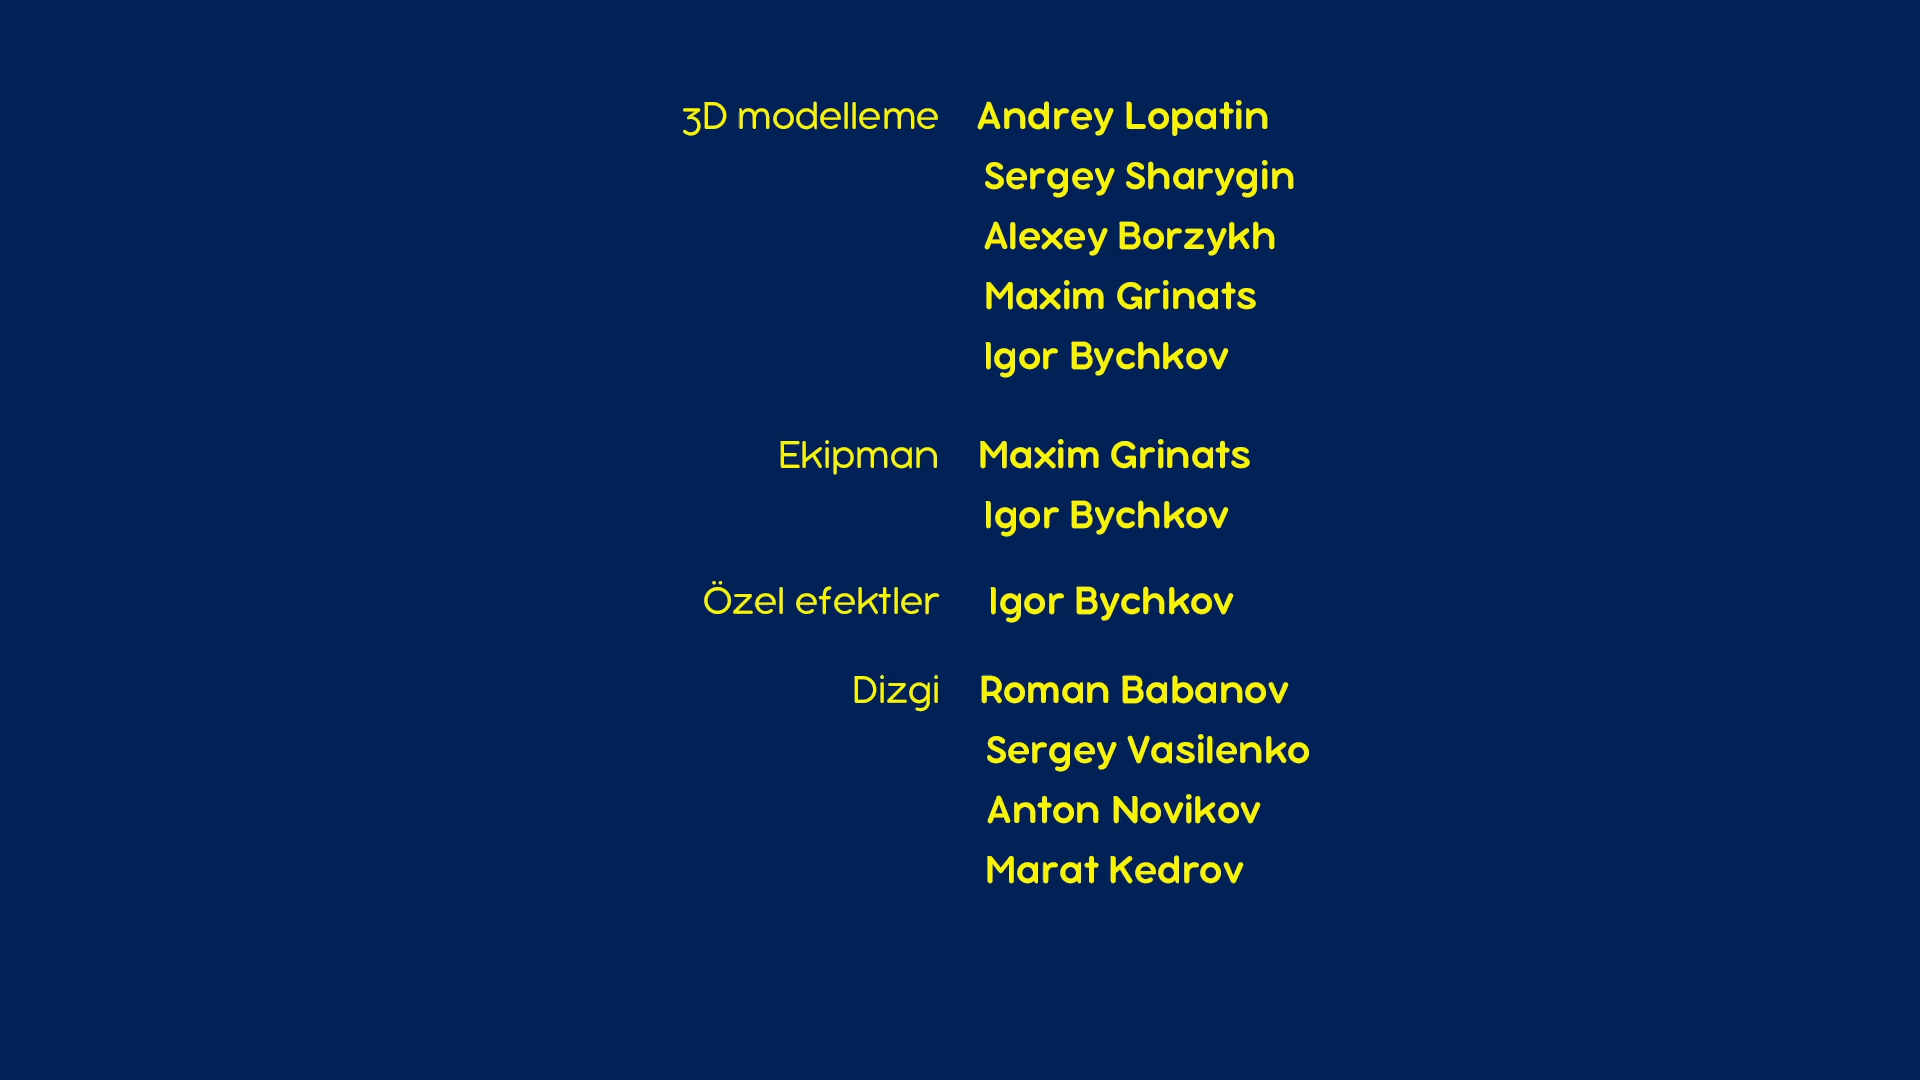 3D modelleme Andrey Lopatin
Sergey Sharygin
Alexey Borzykh
Maxim Grinats
Igor Bychkov
Ekipman Maxim Grinats
Igor Bychkov
Özel efektler Igor Bychkov
Dizgi Roman Babanov
Sergey Vasilenko
Anton Novikov
Marat Kedrov